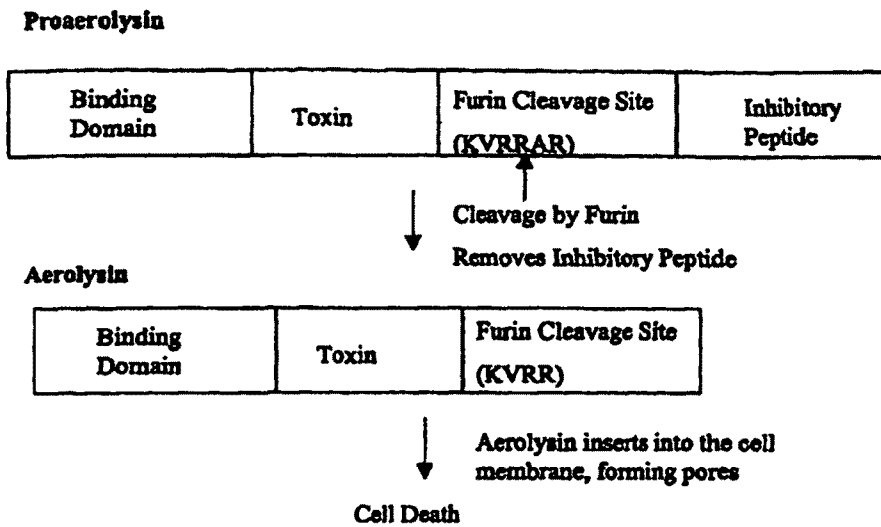 Proaerolysin
Binding
Domain
Toxin
Furin Cleavage Site
(KVRRAR)
Inhibitory
Peptide
Cleavage by Furin
Removes Inhibitory Peptide
Aerolysin
Binding
Domain
Toxin
Furin Cleavage Site
(KVRR)
Aerolysin inserts into the cell
membrane, forming pores
Cell Death